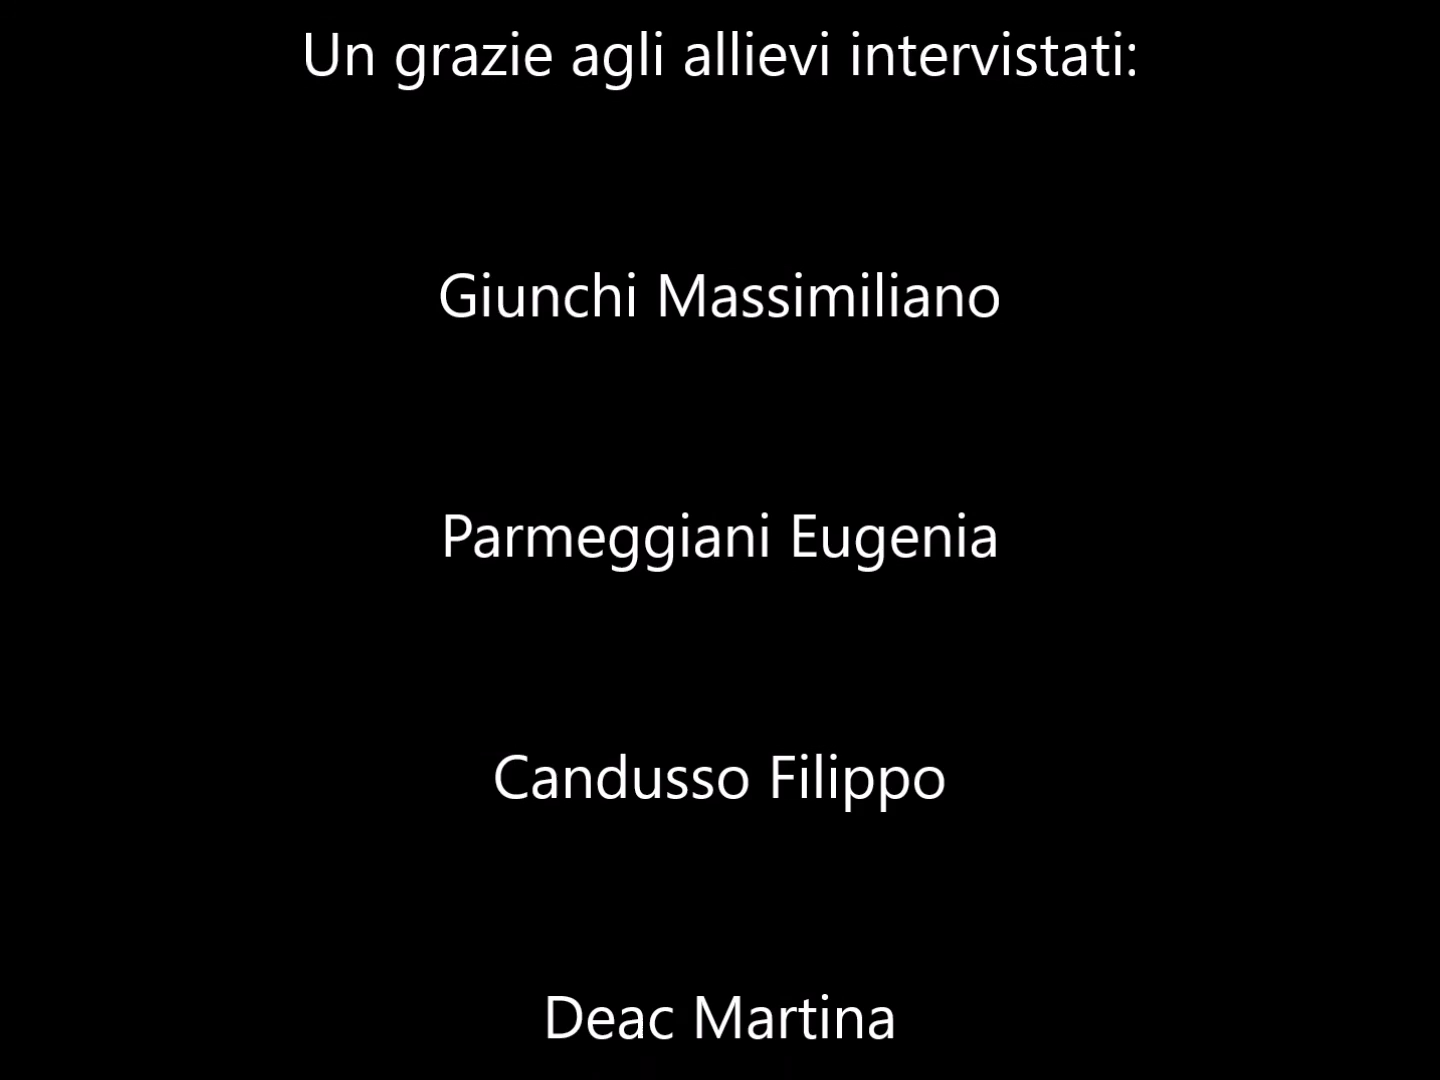 Un grazie agli allievi intervistati:
Giunchi Massimiliano
Parmeggiani Eugenia
Candusso Filippo
Deac Martina